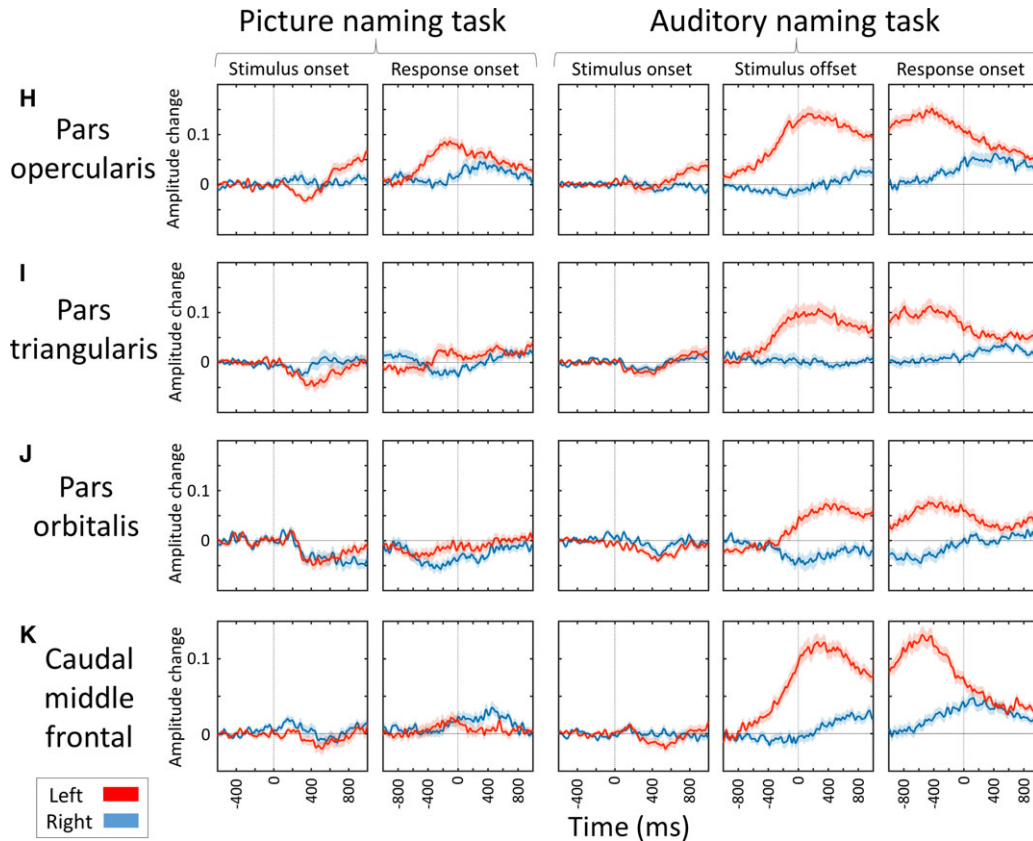 Picture naming task Auditory naming task
Stimulus onset Response onset Stimulus onset Stimulus offset Response onset
H
Pars
opercularis
Amplitude change
0.1
0
I
Pars
triangularis
Amplitude change
0.1
0
J
Pars
orbitalis
Amplitude change
0.1
0
K
Caudal
middle
frontal
Amplitude change
0.1
0
-400 0 400 800 -800 -400 0 400 800 -400 0 400 800 -800 -400 0 400 800 -800 -400 0 400 800
Time (ms)
Left
Right